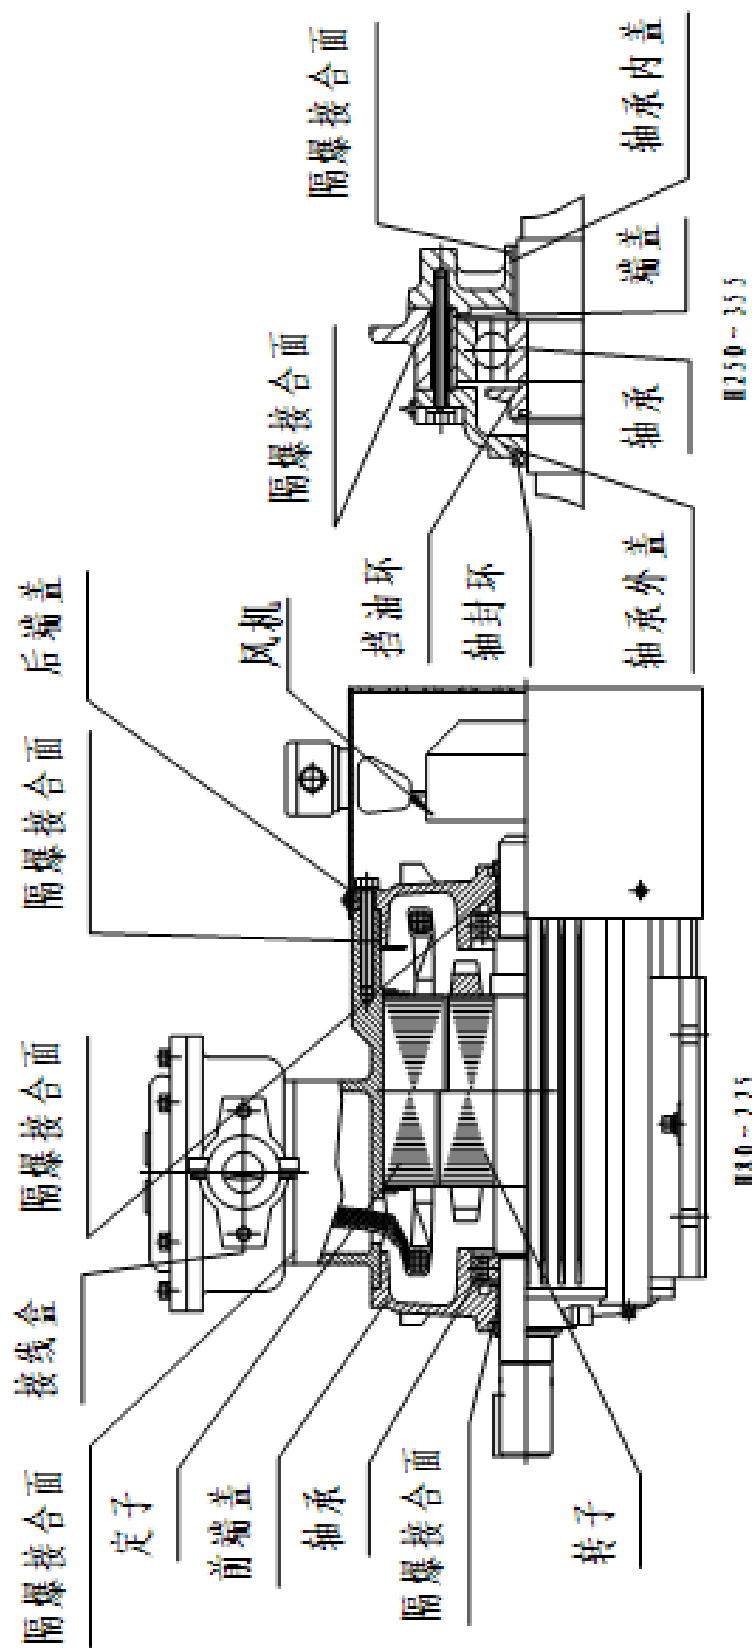 隔爆接合面
接线盒
隔爆接合面
隔爆接合面
后端盖
风机
定子
前端盖
轴承
隔爆接合面
转子
H80~225
隔爆接合面
隔爆接合面
挡油环
轴封环
轴承外盖
轴承
端盖
轴承内盖
H250~355